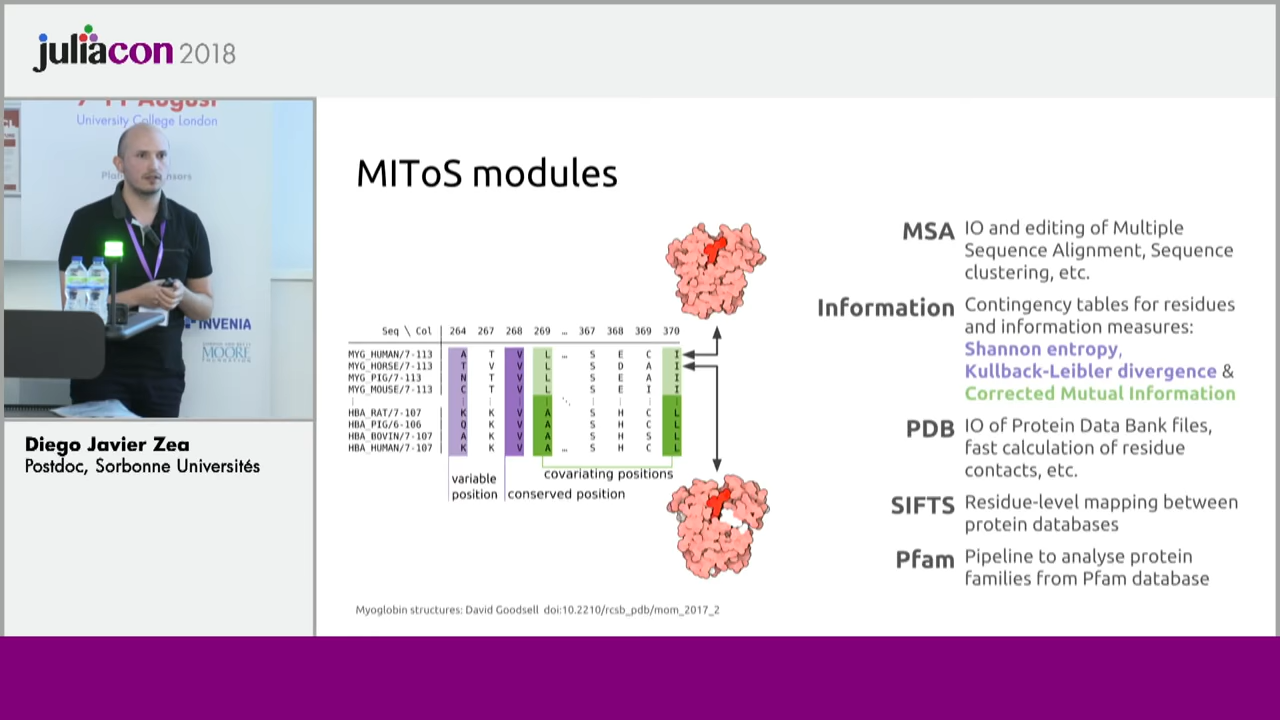 juliacon 2018
7-11 August
University College London
INVENIA
MOORE
FOUNDATION
Diego Javier Zea
Postdoc, Sorbonne Universités
MIToS modules
Seq \ Col 264 267 268 269 … 367 368 369 370
MYG_HUMAN/7-113 A T V L … S E C I
MYG_HORSE/7-113 T V V L S D A I
MYG_PIG/7-113 N T V L S E A I
MYG_MOUSE/7-113 C T V L S E I I
HBA_RAT/7-107 K K V A S H C L
HBA_PIG/6-106 Q K V A S H C L
HBA_BOVIN/7-107 A K V A S H S L
HBA_HUMAN/7-107 K K V A … S H C L
variable
position
conserved position
covariating positions
Myoglobin structures: David Goodsell doi:10.2210/rcsb_pdb/mom_2017_2
MSA IO and editing of Multiple
Sequence Alignment, Sequence
clustering, etc.
Information Contingency tables for residues
and information measures:
Shannon entropy,
Kullback-Leibler divergence &
Corrected Mutual Information
PDB IO of Protein Data Bank files,
fast calculation of residue
contacts, etc.
SIFTS Residue-level mapping between
protein databases
Pfam Pipeline to analyse protein
families from Pfam database